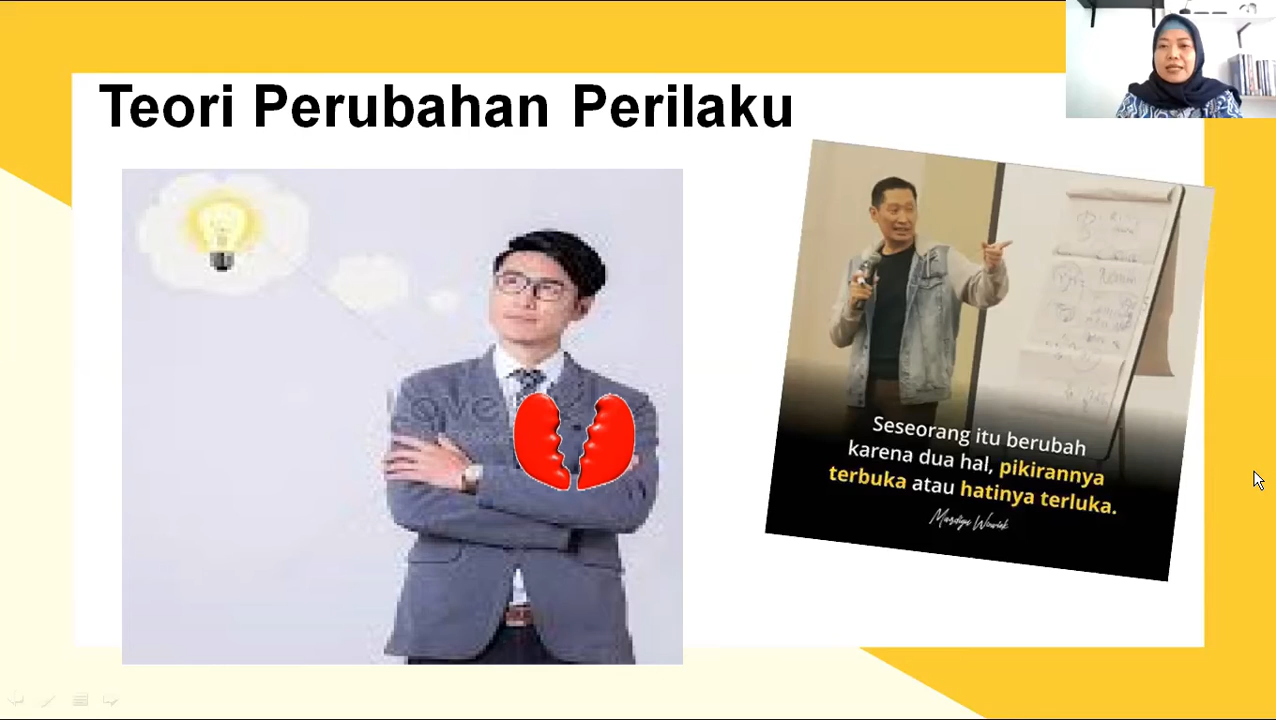 Teori Perubahan Perilaku
Seseorang itu berubah
karena dua hal, pikirannya
terbuka atau hatinya terluka.